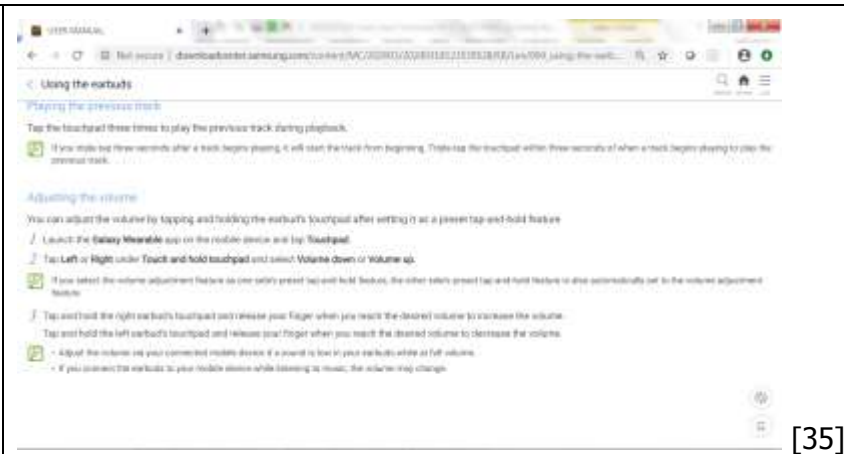 USER MANUAL
Not secure | downloadcenter.samsung.com/content/
Using the earbuds
Playing the previous track
Tap the touchpad three times to play the previous track during playback.
If you triple-tap three seconds after a track begins playing, it will start the track from beginning. Triple-tap the touchpad within three seconds of when a track begins playing to play the
previous track.
Adjusting the volume
You can adjust the volume by tapping and holding the earbud's touchpad after setting it as a preset tap-and-hold feature
1 Launch the Galaxy Wearable app on the mobile device and tap Touchpad.
2 Tap Left or Right under Touch and hold touchpad and select Volume down or Volume up.
If you select the volume adjustment feature as one side's preset tap and hold feature, the other side's preset tap and hold feature is also automatically set to the volume adjustment
feature.
3 Tap and hold the right earbud's touchpad and release your finger when you reach the desired volume to increase the volume.
Tap and hold the left earbud's touchpad and release your finger when you reach the desired volume to decrease the volume.
• Adjust the volume via your connected mobile device if a sound is low in your earbuds while at full volume.
• If you connect the earbuds to your mobile device while listening to music, the volume may change.
[35]